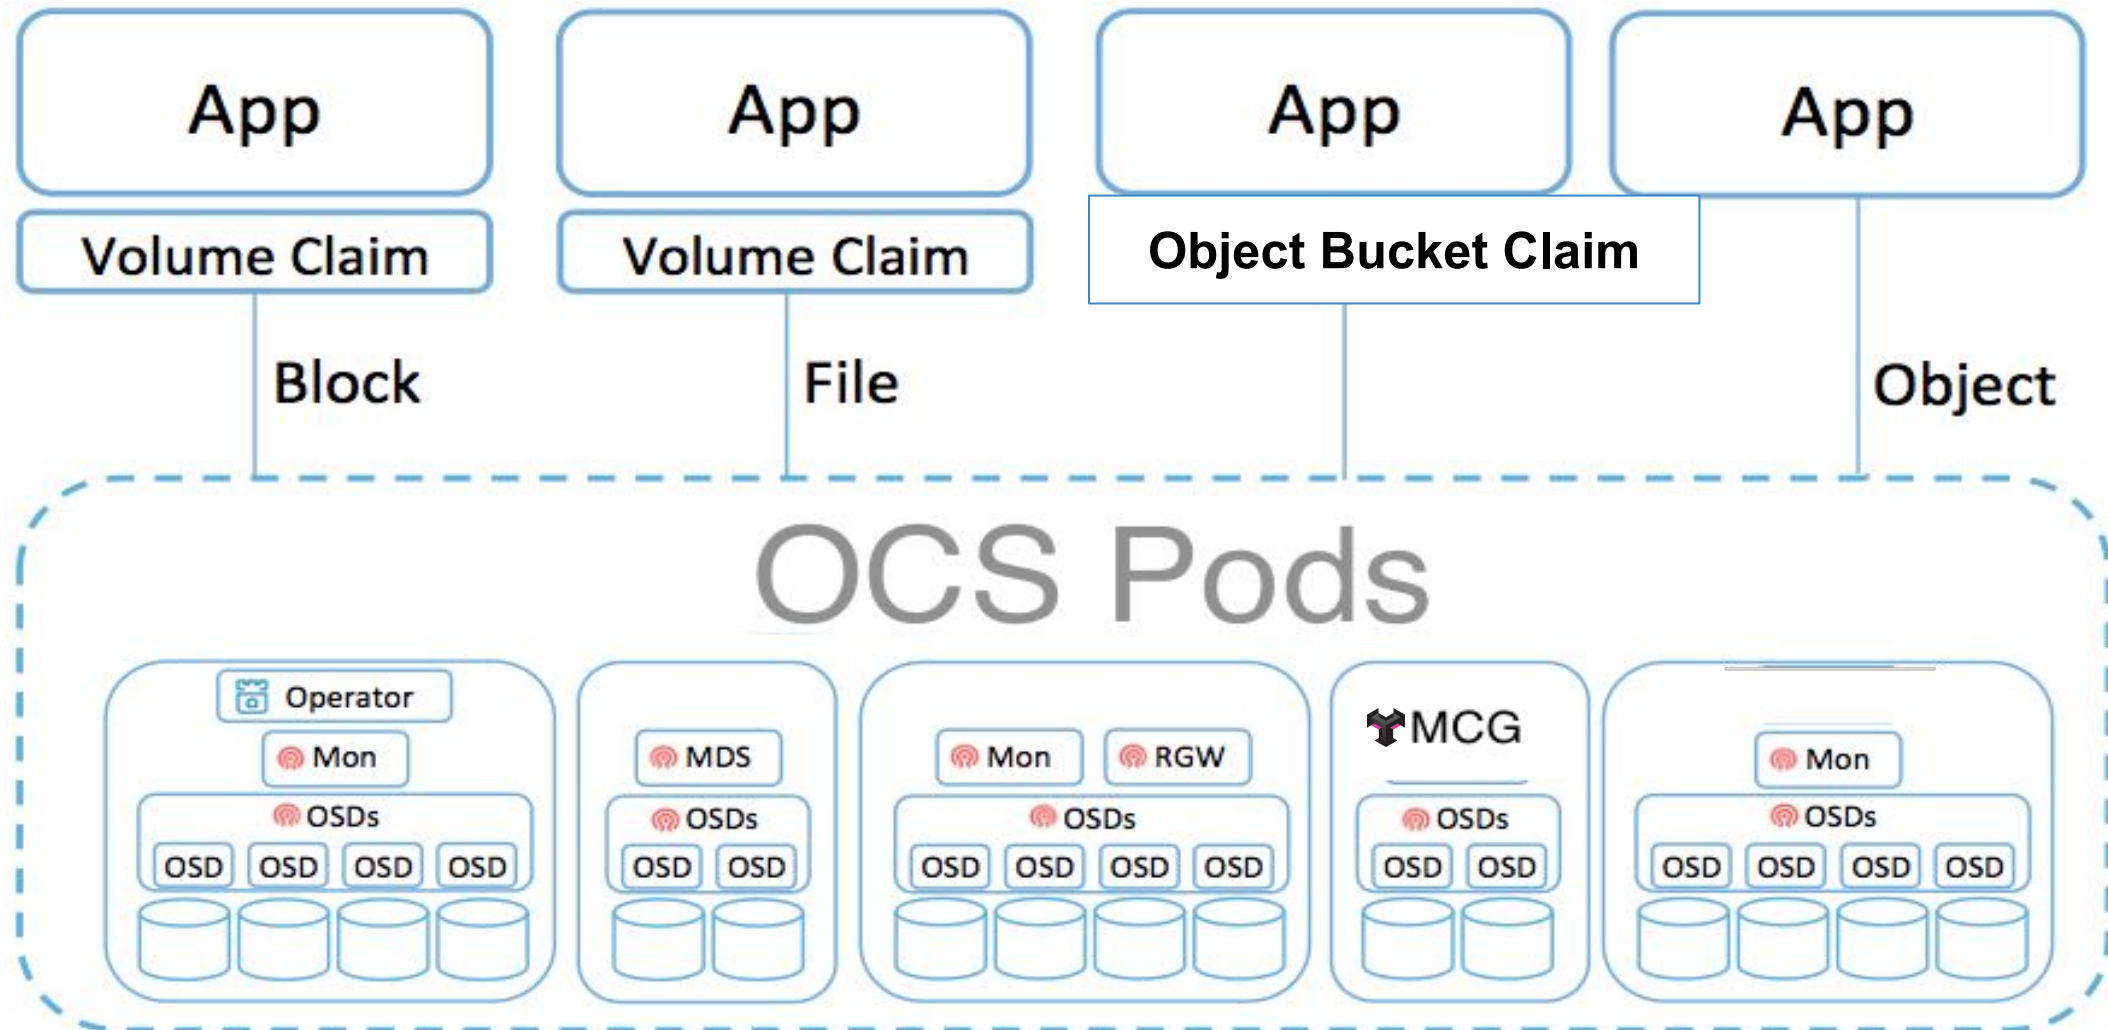 App
App
App
App
Volume Claim
Volume Claim
Object Bucket Claim
Block
File
Object
OCS Pods
Operator
Mon
OSDs
OSD OSD OSD OSD
MDS
OSDs
OSD OSD
Mon
RGW
OSDs
OSD OSD OSD OSD
MCG
OSDs
OSD OSD
Mon
OSDs
OSD OSD OSD OSD